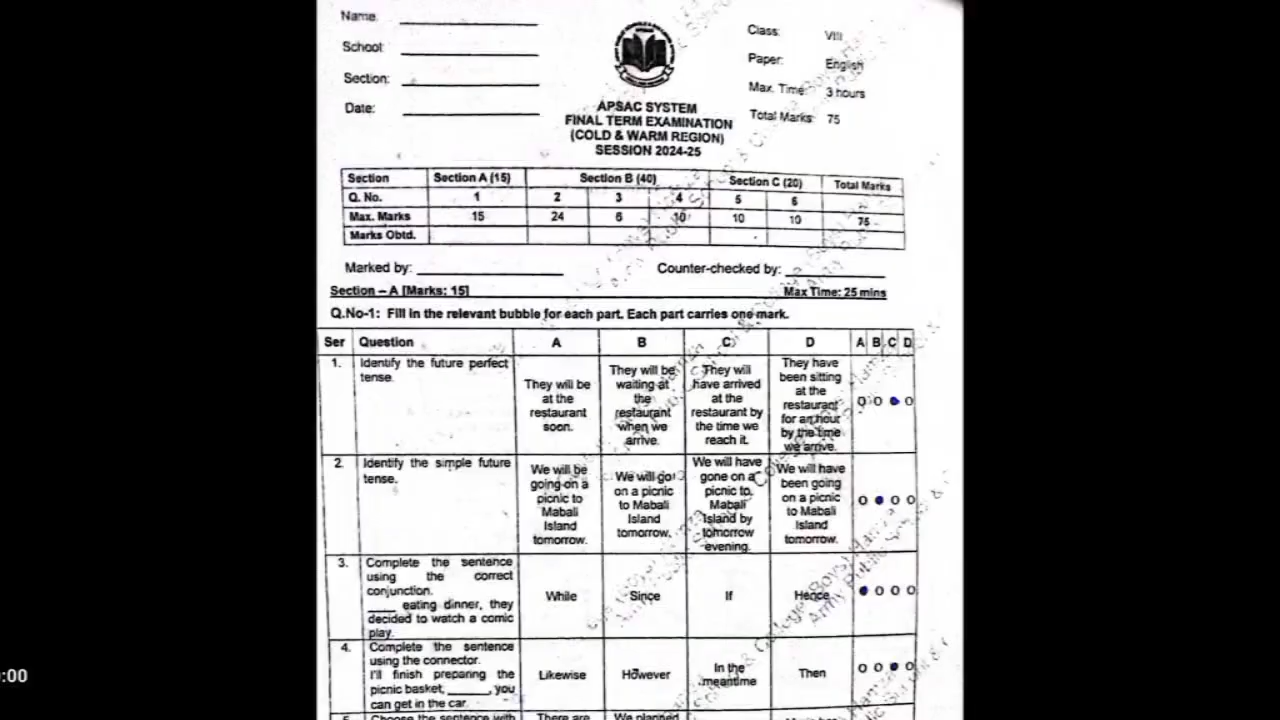 Name
School:
Section:
Date:
APSAC SYSTEM
FINAL TERM EXAMINATION
(COLD & WARM REGION)
SESSION 2024-25
Class: VIII
Paper: English
Max. Time: 3 hours
Total Marks: 75
Section Section A (15) Section B (40) Section C (20) Total Marks
Q. No. 1 2 3 4 5 6
Max. Marks 15 24 6 10 10 10 75
Marks Obtd.
Marked by: Counter-checked by:
Section – A [Marks: 15] Max Time: 25 mins
Q.No-1: Fill in the relevant bubble for each part. Each part carries one mark.
Ser Question A B C D A B C D
1. Identify the future perfect
tense.
They will be
at the
restaurant
soon.
They will be
waiting at
the
restaurant
when we
arrive.
They will
have arrived
at the
restaurant by
the time we
reach it.
They have
been sitting
at the
restaurant
for an hour
by the time
we arrive.
2. Identify the simple future
tense.
We will be
going on a
picnic to
Mabali
Island
tomorrow.
We will go
on a picnic
to Mabali
Island
tomorrow.
We will have
gone on a
picnic to
Mabali
Island by
tomorrow
evening.
We will have
been going
on a picnic
to Mabali
Island
tomorrow.
3. Complete the sentence
using the correct
conjunction.
____ eating dinner, they
decided to watch a comic
play.
While Since If Hence
4. Complete the sentence
using the connector.
I'll finish preparing the
picnic basket, ______, you
can get in the car.
Likewise
However
In the
meantime
Then
5. Choose the sentence with
There are
We planned
:00